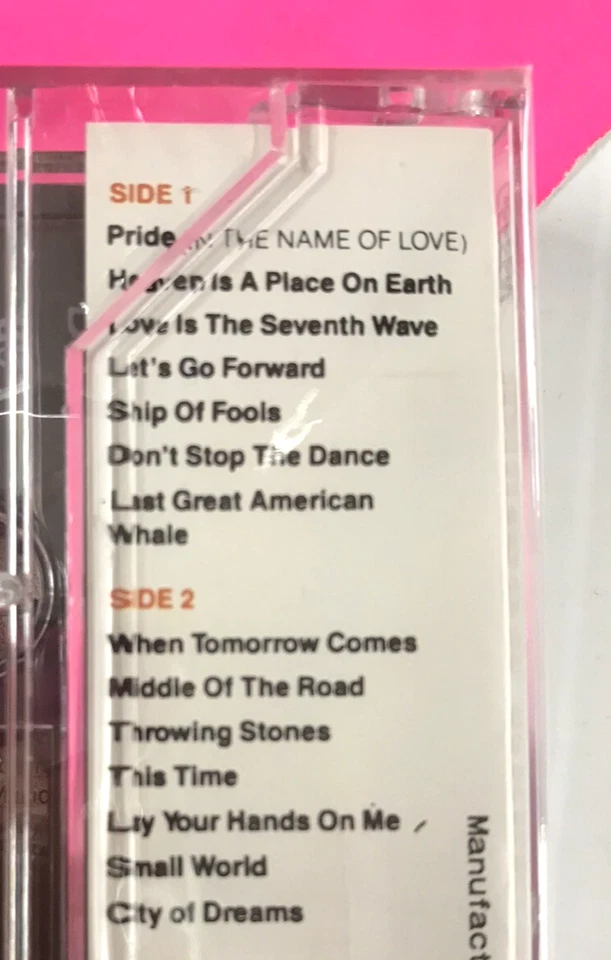 SIDE 1
Pride (IN THE NAME OF LOVE)
Heaven Is A Place On Earth
Love Is The Seventh Wave
Let's Go Forward
Ship Of Fools
Don't Stop The Dance
Last Great American
Whale
SIDE 2
When Tomorrow Comes
Middle Of The Road
Throwing Stones
This Time
Lay Your Hands On Me
Small World
City of Dreams
Manufact